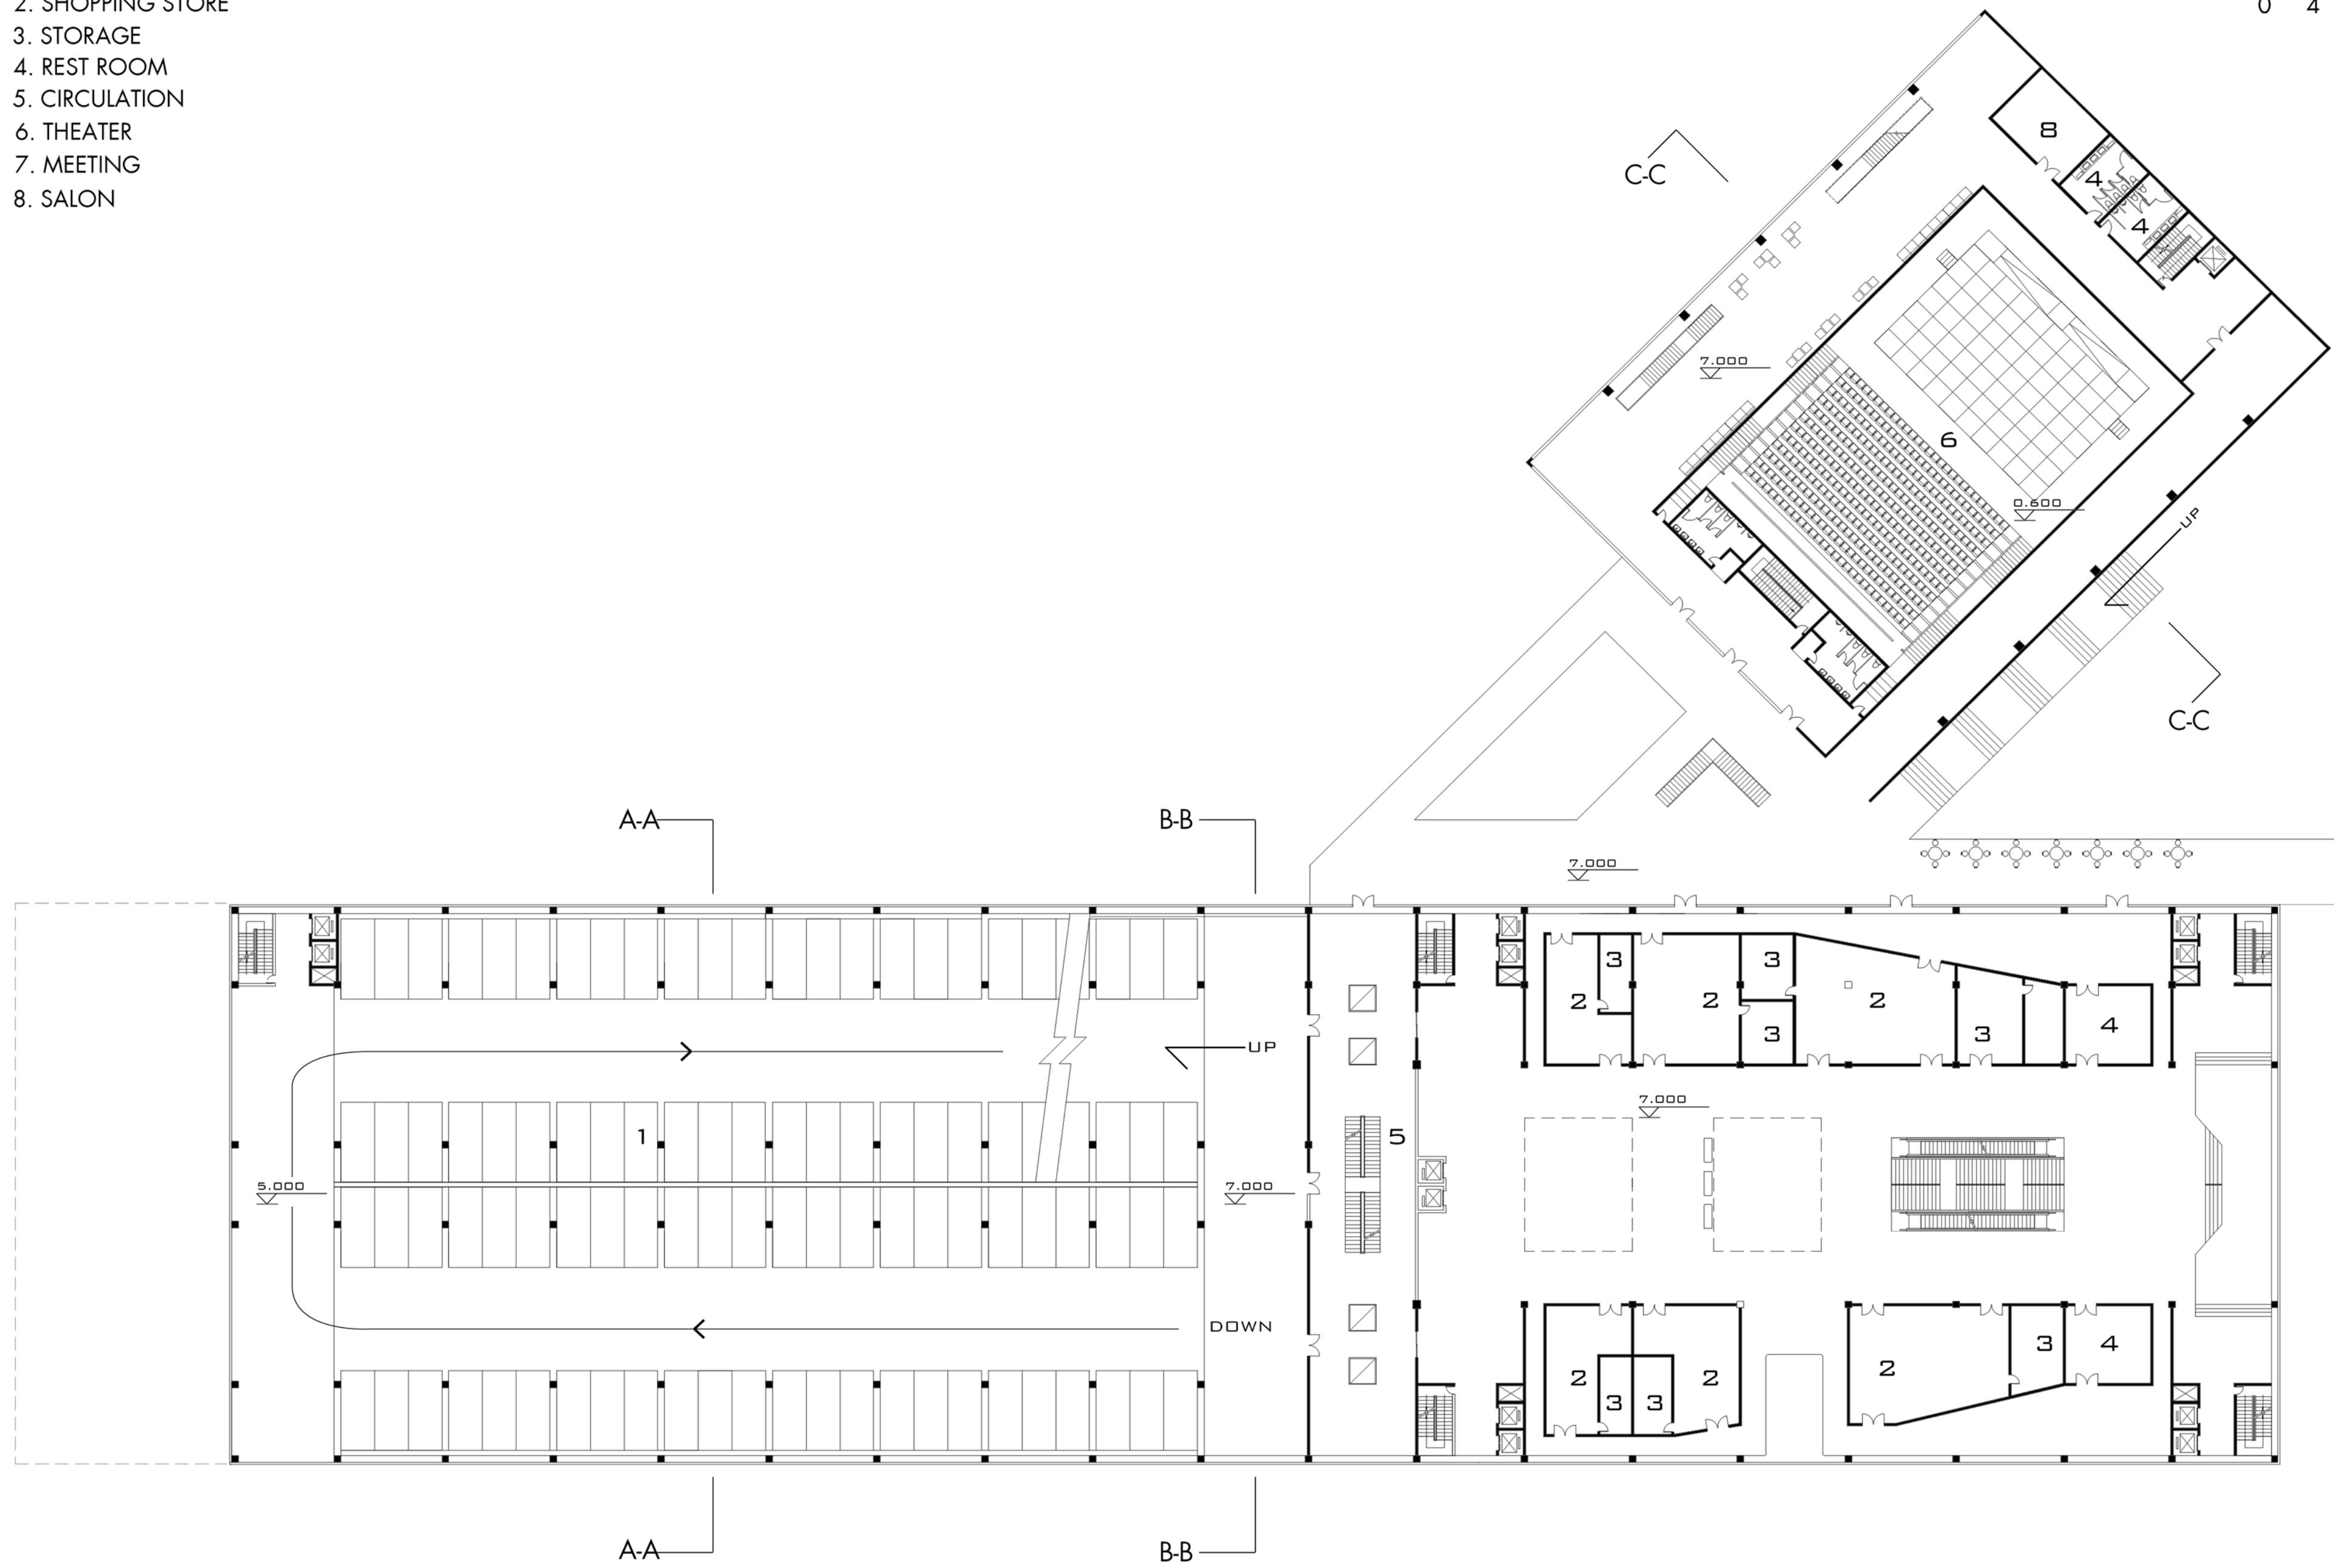 2. SHOPPING STORE
0 4
3. STORAGE
4. REST ROOM
5. CIRCULATION
6. THEATER
7. MEETING
8. SALON
8
C-C
4
4
7.000
6
0.600
UP
C-C
A-A
B-B
7.000
3
3
2
2
2
3
3
4
UP
7.000
1
5
5.000
7.000
DOWN
3
4
2
2
2
3
3
A-A
B-B